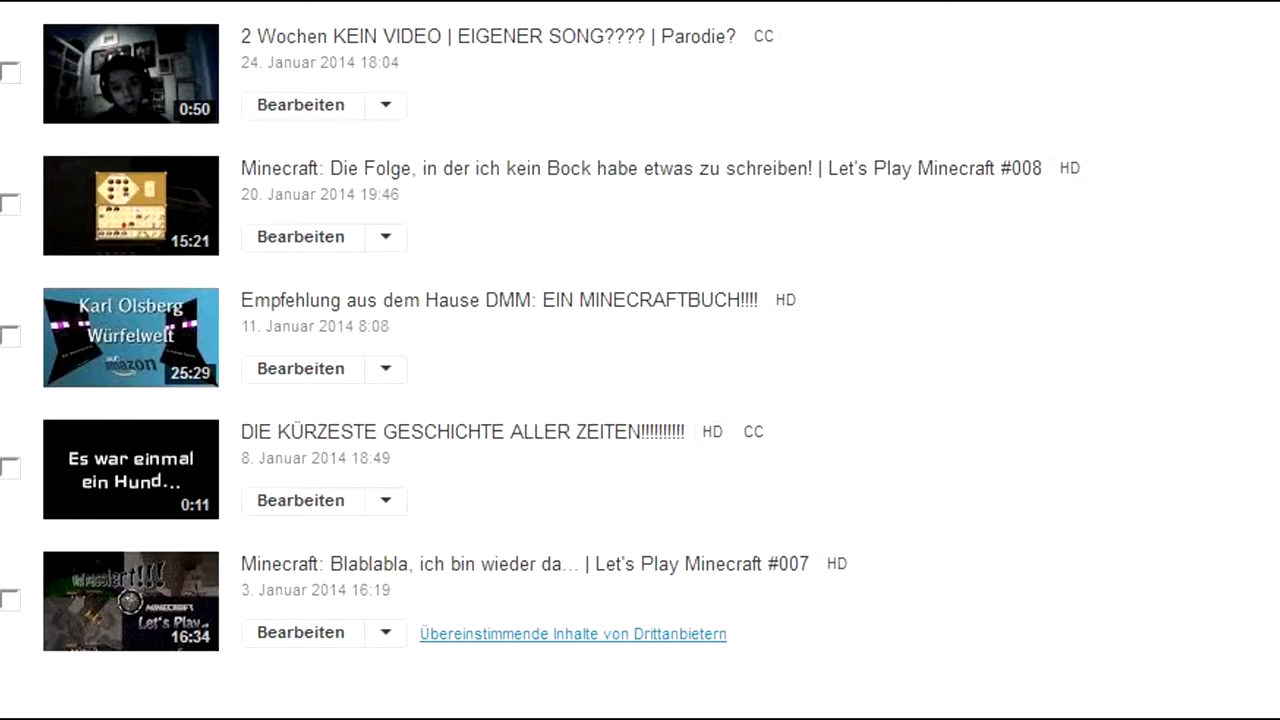 2 Wochen KEIN VIDEO | EIGENER SONG???? | Parodie? CC
24. Januar 2014 18:04
0:50
Bearbeiten
Minecraft: Die Folge, in der ich kein Bock habe etwas zu schreiben! | Let's Play Minecraft #008 HD
20. Januar 2014 19:46
15:21
Bearbeiten
Karl Olsberg
Würfelwelt
amazon
25:29
Empfehlung aus dem Hause DMM: EIN MINECRAFTBUCH!!!! HD
11. Januar 2014 8:08
Bearbeiten
Es war einmal
ein Hund...
0:11
DIE KÜRZESTE GESCHICHTE ALLER ZEITEN!!!!!!!!!! HD CC
8. Januar 2014 18:49
Bearbeiten
MINECRAFT
Let's Play
16:34
Minecraft: Blablabla, ich bin wieder da... | Let's Play Minecraft #007 HD
3. Januar 2014 16:19
Bearbeiten
Übereinstimmende Inhalte von Drittanbietern